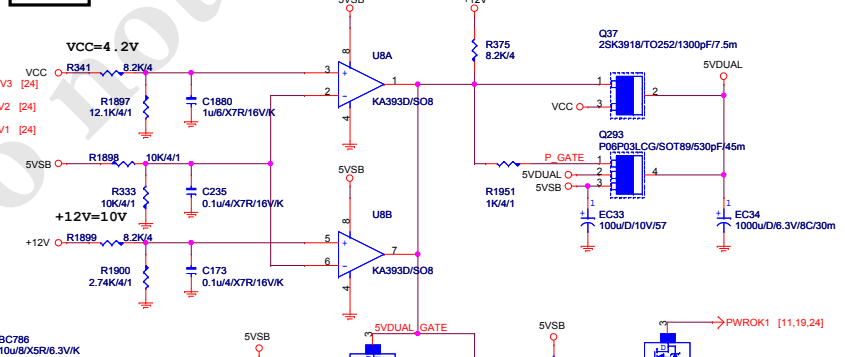 5VSB
+12V
VCC=4.2V
Q37
2SK3918/TO252/1300pF/7.5m
R375
8.2K/4
U8A
5VDUAL
VCC
R341
8.2K/4
8
3
+
1
1
2
V3 [24]
2
-
R1897
12.1K/4/1
C1880
1u/6/X7R/16V/K
KA393D/SO8
VCC
3
V2 [24]
4
V1 [24]
Q293
P06P03LCG/SOT89/530pF/45m
5VSB
R1898
10K/4/1
P_GATE
1
5VSB
5VDUAL
2
4
5VSB
3
R333
10K/4/1
C235
0.1u/4/X7R/16V/K
R1951
1K/4/1
1
1
U8B
+
EC33
100u/D/10V/57
+
EC34
1000u/D/6.3V/8C/30m
+12V=10V
8
R1899
8.2K/4
+12V
5
+
7
6
-
R1900
2.74K/4/1
C173
0.1u/4/X7R/16V/K
KA393D/SO8
4
5VDUAL_GATE
PWROK1 [11,19,24]
BC786
10u/8/X5R/6.3V/K
5VSB
3
5VSB
3
D
D